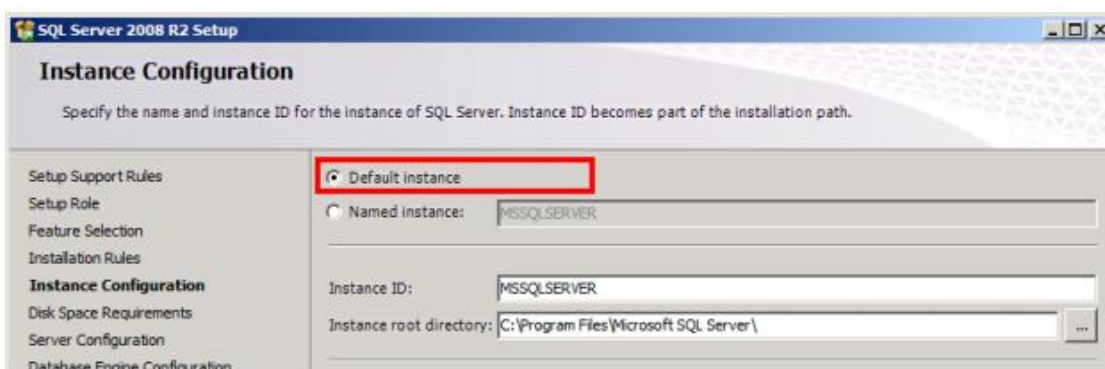 SQL Server 2008 R2 Setup
Instance Configuration
Specify the name and instance ID for the instance of SQL Server. Instance ID becomes part of the installation path.
Setup Support Rules
Setup Role
Feature Selection
Installation Rules
Instance Configuration
Disk Space Requirements
Server Configuration
Database Engine Configuration
Default instance
Named instance: MSSQLSERVER
Instance ID: MSSQLSERVER
Instance root directory: C:\Program Files\Microsoft SQL Server\ ...